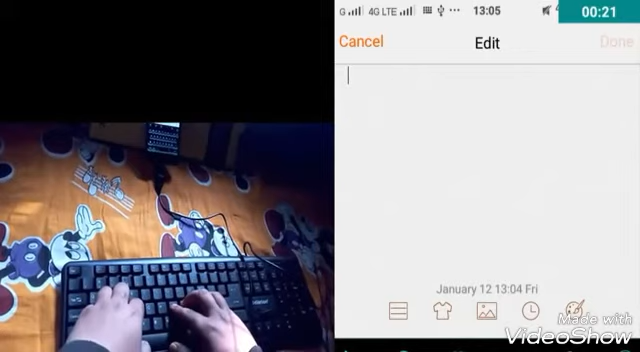 G 4G LTE 13:05
00:21
Cancel Edit Done
January 12 13:04 Fri
Made with
VideoShow